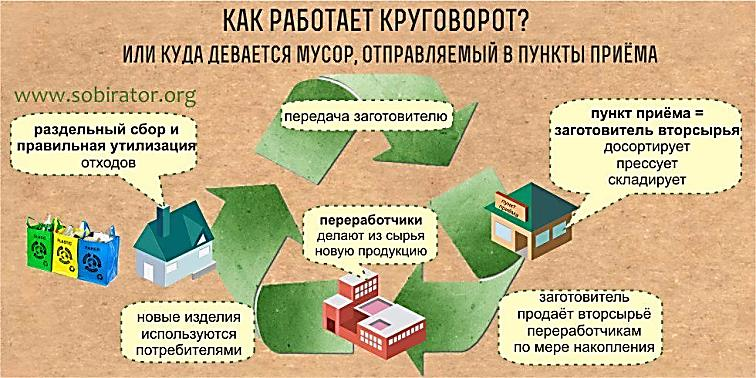 КАК РАБОТАЕТ КРУГОВОРОТ?
ИЛИ КУДА ДЕВАЕТСЯ МУСОР, ОТПРАВЛЯЕМЫЙ В ПУНКТЫ ПРИЁМА
www.sobirator.org
раздельный сбор и
правильная утилизация
отходов
передача заготовителю
пункт приёма =
заготовитель вторсырья
досортирует
прессует
складирует
пункт
приема
переработчики
делают из сырья
новую продукцию
новые изделия
используются
потребителями
заготовитель
продаёт вторсырьё
переработчикам
по мере накопления